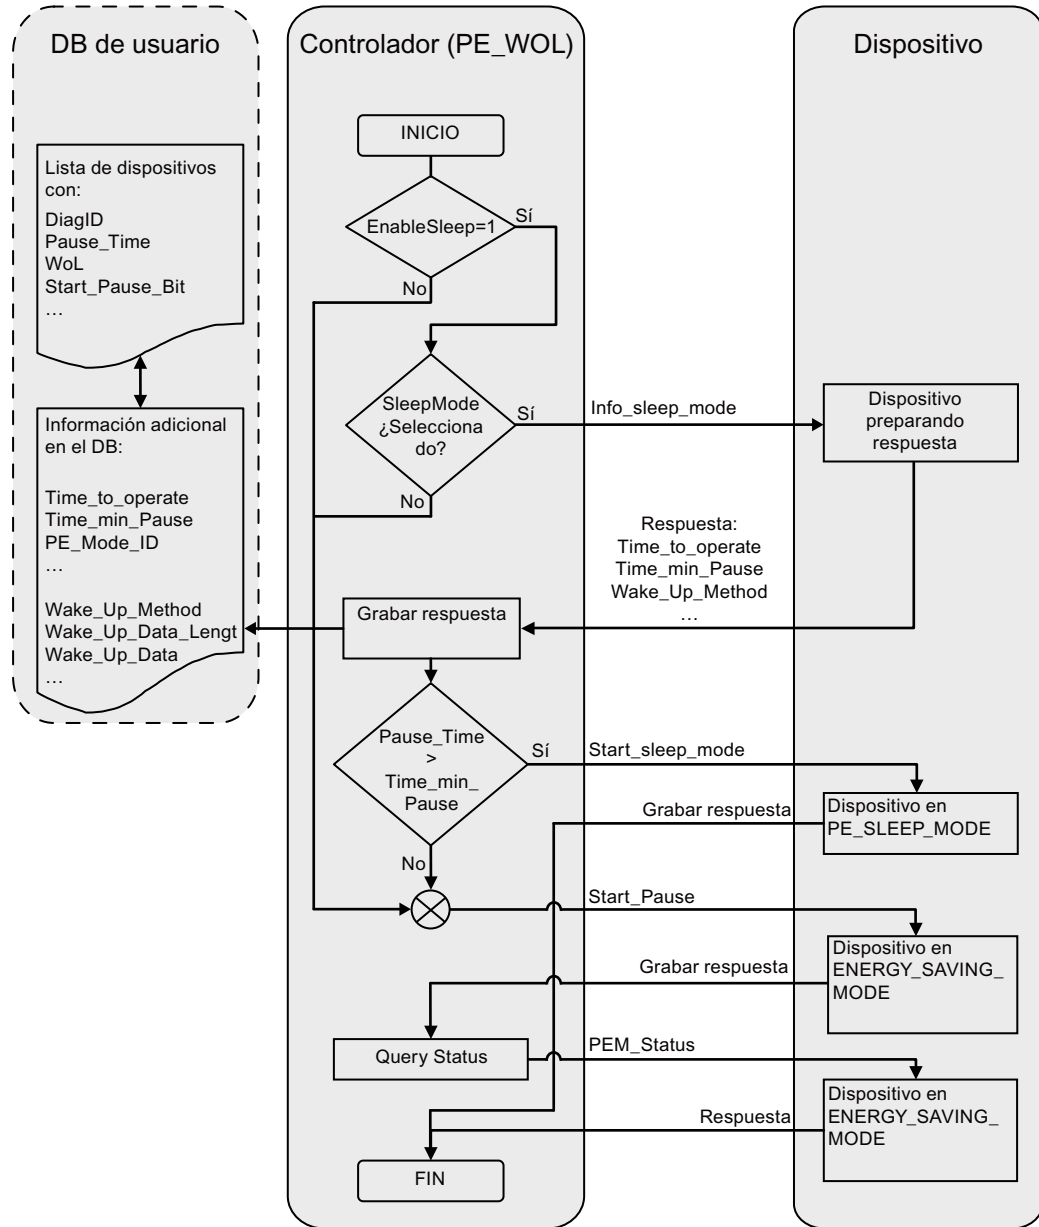 DB de usuario
Controlador (PE_WOL)
Dispositivo
INICIO
Lista de dispositivos
con:
DiagID
Pause_Time
WoL
Start_Pause_Bit
…
EnableSleep=1
Sí
No
SleepMode
¿Selecciona
do?
Sí
No
Info_sleep_mode
Dispositivo
preparando
respuesta
Información adicional
en el DB:
Time_to_operate
Time_min_Pause
PE_Mode_ID
…
Wake_Up_Method
Wake_Up_Data_Lengt
Wake_Up_Data
…
Respuesta:
Time_to_operate
Time_min_Pause
Wake_Up_Method
…
Grabar respuesta
Pause_Time
>
Time_min_
Pause
Sí
No
Start_sleep_mode
Dispositivo en
PE_SLEEP_MODE
Grabar respuesta
Start_Pause
Dispositivo en
ENERGY_SAVING_
MODE
Grabar respuesta
Query Status
PEM_Status
Dispositivo en
ENERGY_SAVING_
MODE
Respuesta
FIN